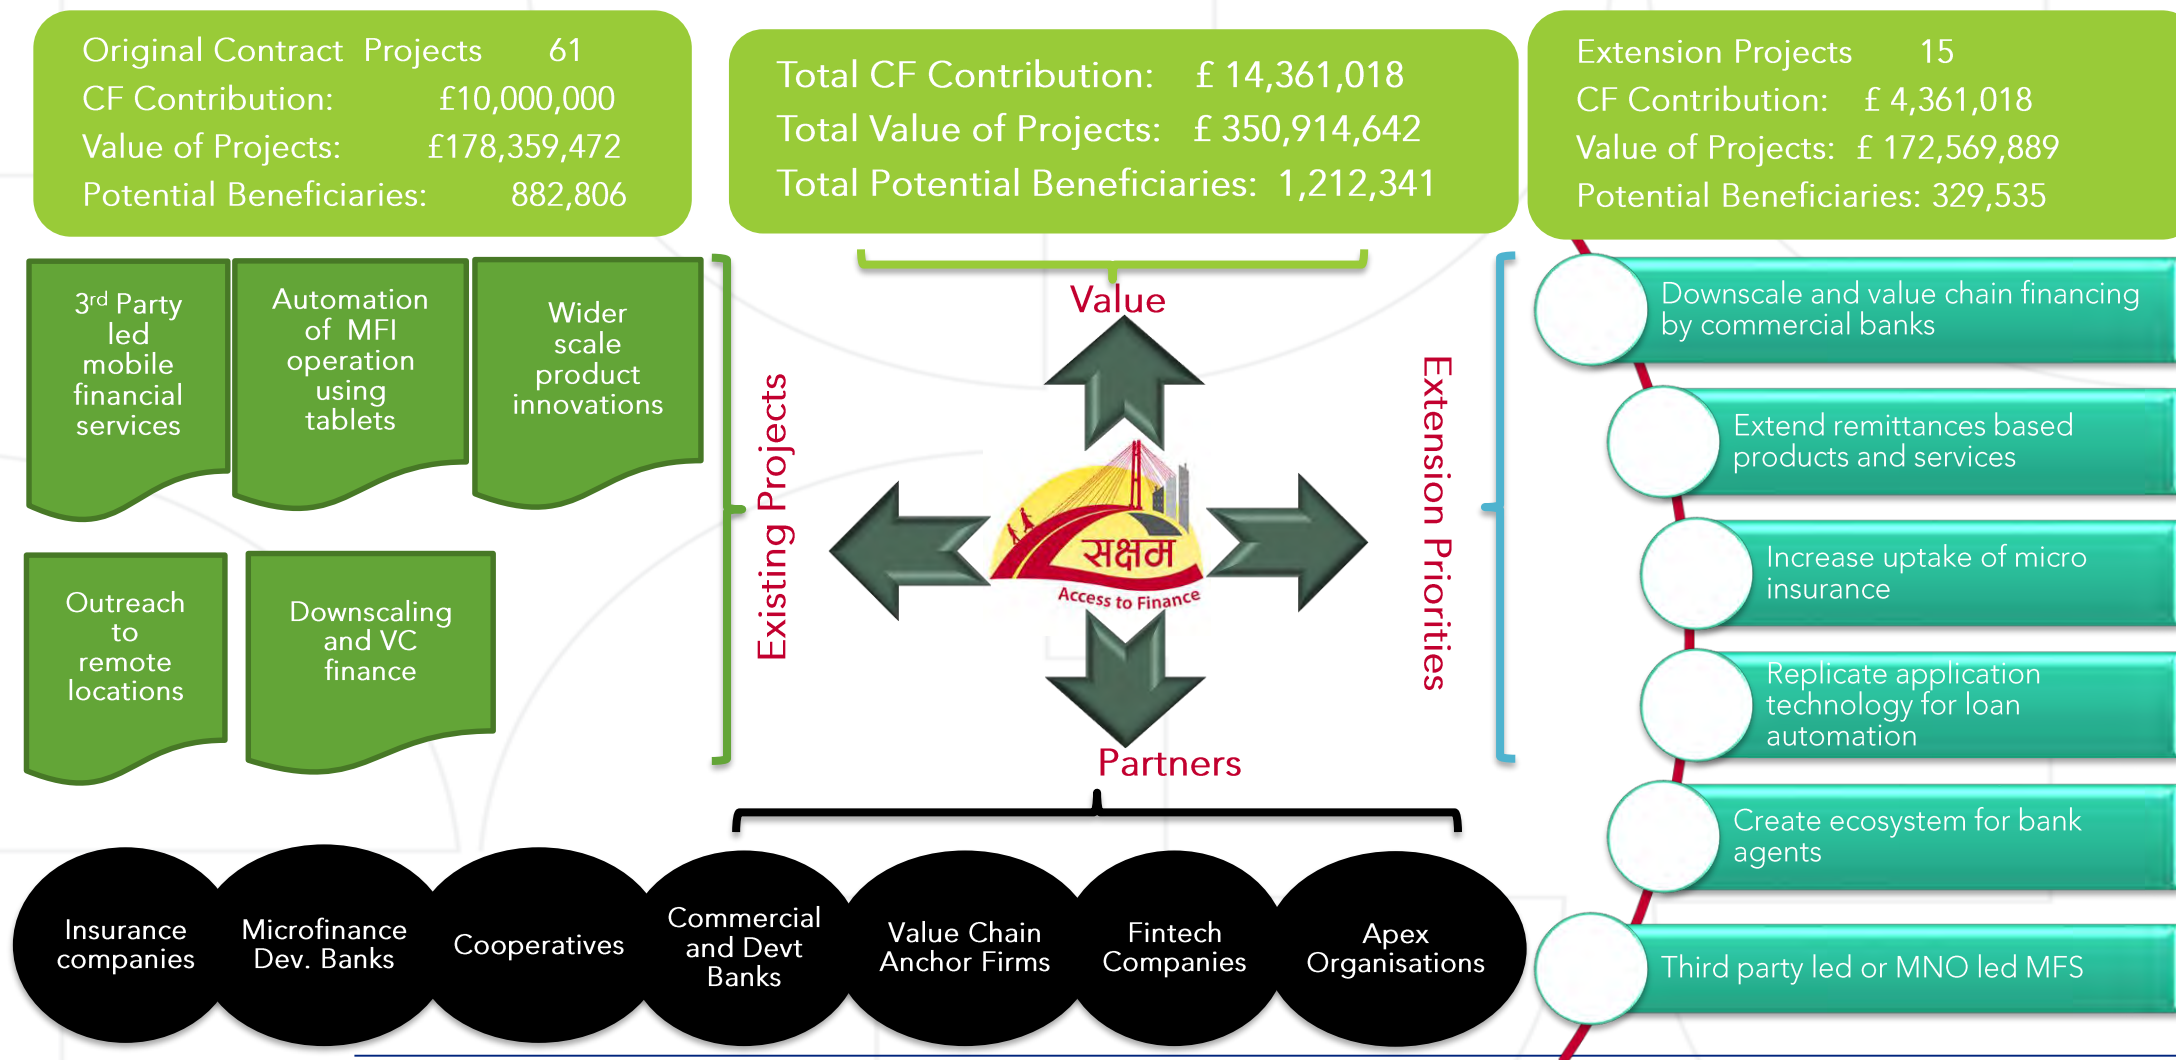 Original Contract Projects 61
CF Contribution: £10,000,000
Value of Projects: £178,359,472
Potential Beneficiaries: 882,806
Total CF Contribution: £ 14,361,018
Total Value of Projects: £ 350,914,642
Total Potential Beneficiaries: 1,212,341
Extension Projects 15
CF Contribution: £ 4,361,018
Value of Projects: £ 172,569,889
Potential Beneficiaries: 329,535
3rd Party
led
mobile
financial
services
Automation
of MFI
operation
using
tablets
Wider
scale
product
innovations
Outreach
to
remote
locations
Downscaling
and VC
finance
Existing Projects
Value
सक्षम
Access to Finance
Partners
Extension Priorities
Downscale and value chain financing
by commercial banks
Extend remittances based
products and services
Increase uptake of micro
insurance
Replicate application
technology for loan
automation
Create ecosystem for bank
agents
Third party led or MNO led MFS
Insurance
companies
Microfinance
Dev. Banks
Cooperatives
Commercial
and Devt
Banks
Value Chain
Anchor Firms
Fintech
Companies
Apex
Organisations